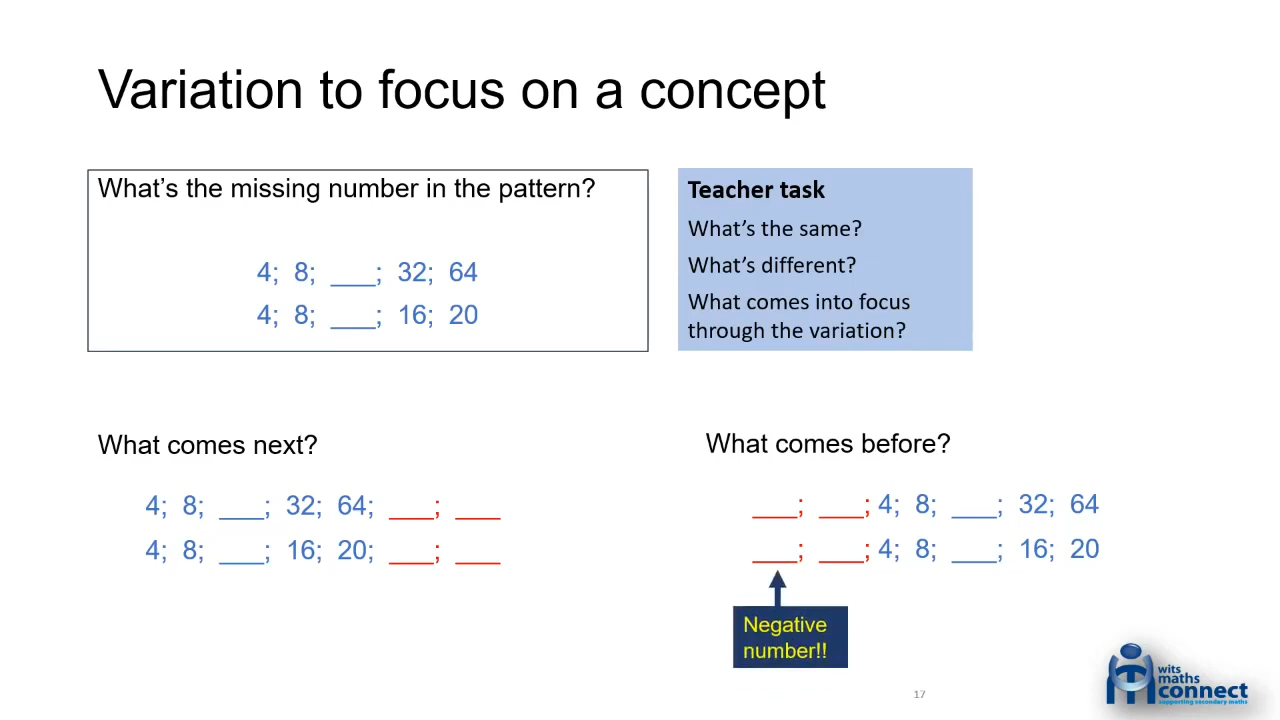 Variation to focus on a concept
What's the missing number in the pattern?
4; 8; ___; 32; 64
4; 8; ___; 16; 20
Teacher task
What's the same?
What's different?
What comes into focus
through the variation?
What comes next?
4; 8; ___; 32; 64; ___; ___
4; 8; ___; 16; 20; ___; ___
What comes before?
___; ___; 4; 8; ___; 32; 64
___; ___; 4; 8; ___; 16; 20
Negative
number!!
17
wits
maths
connect
supporting secondary maths